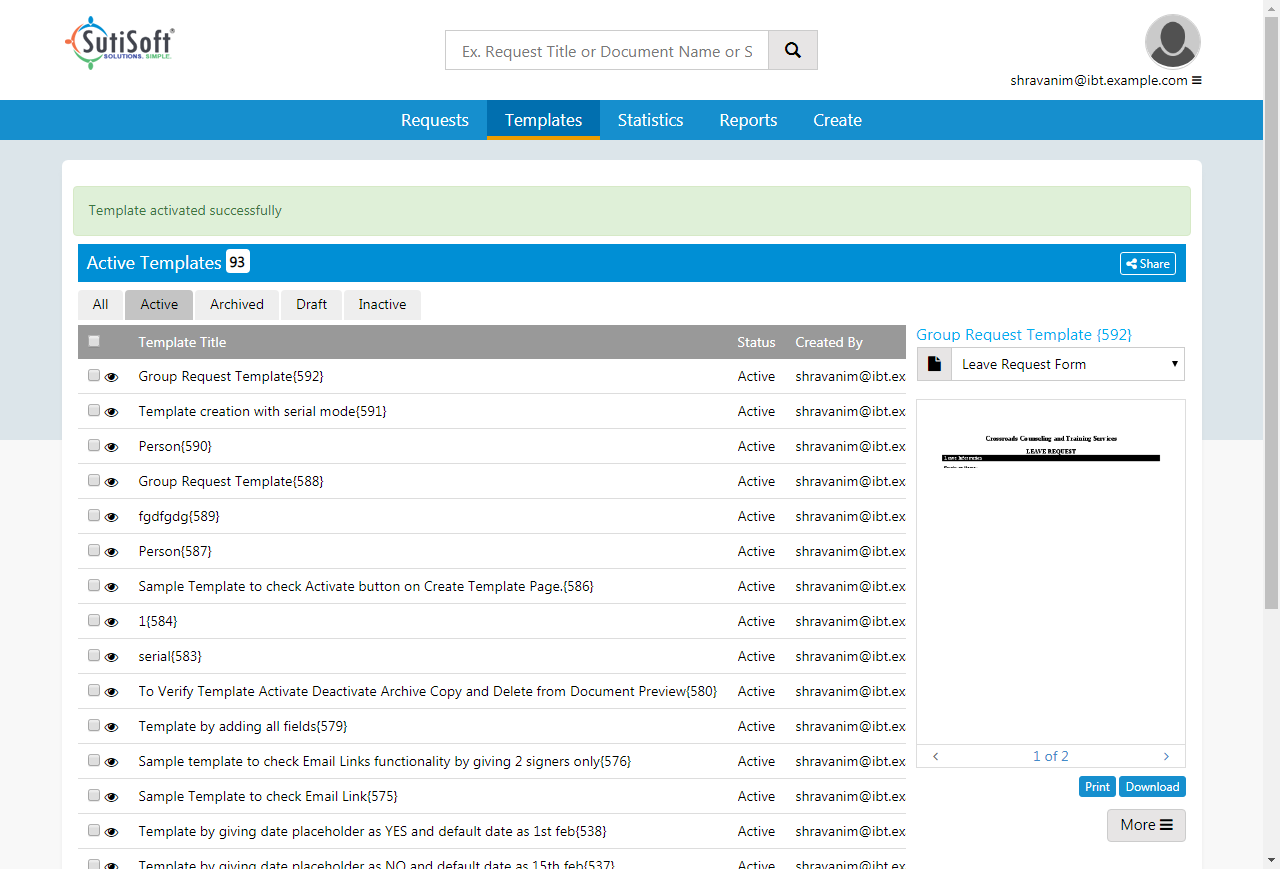 SutiSoft®
SOLUTIONS. SIMPLE.
Ex. Request Title or Document Name or S
shravanim@ibt.example.com
Requests Templates Statistics Reports Create
Template activated successfully
Active Templates 93
Share
All Active Archived Draft Inactive
Template Title Status Created By
Group Request Template{592} Active shravanim@ibt.ex
Template creation with serial mode{591} Active shravanim@ibt.ex
Person{590} Active shravanim@ibt.ex
Group Request Template{588} Active shravanim@ibt.ex
fgdfgdg{589} Active shravanim@ibt.ex
Person{587} Active shravanim@ibt.ex
Sample Template to check Activate button on Create Template Page.{586} Active shravanim@ibt.ex
1{584} Active shravanim@ibt.ex
serial{583} Active shravanim@ibt.ex
To Verify Template Activate Deactivate Archive Copy and Delete from Document Preview{580} Active shravanim@ibt.ex
Template by adding all fields{579} Active shravanim@ibt.ex
Sample template to check Email Links functionality by giving 2 signers only{576} Active shravanim@ibt.ex
Sample Template to check Email Link{575} Active shravanim@ibt.ex
Template by giving date placeholder as YES and default date as 1st feb{538} Active shravanim@ibt.ex
Template by giving date placeholder as NO and default date as 15th feb{537} Active shravanim@ibt.ex
Group Request Template {592}
Leave Request Form
Crossroads Counseling and Training Services
LEAVE REQUEST
Leave Information
< 1 of 2 >
Print Download
More